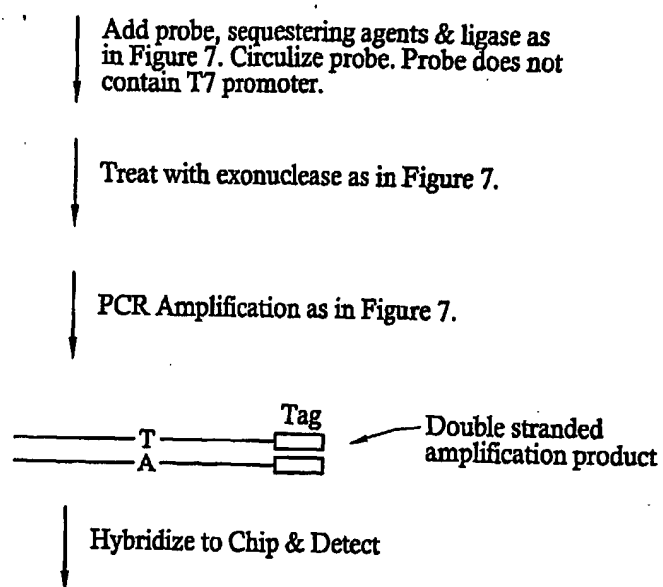 Add probe, sequestering agents & ligase as
in Figure 7. Circulize probe. Probe does not
contain T7 promoter.
Treat with exonuclease as in Figure 7.
PCR Amplification as in Figure 7.
Tag
T
A
Double stranded
amplification product
Hybridize to Chip & Detect